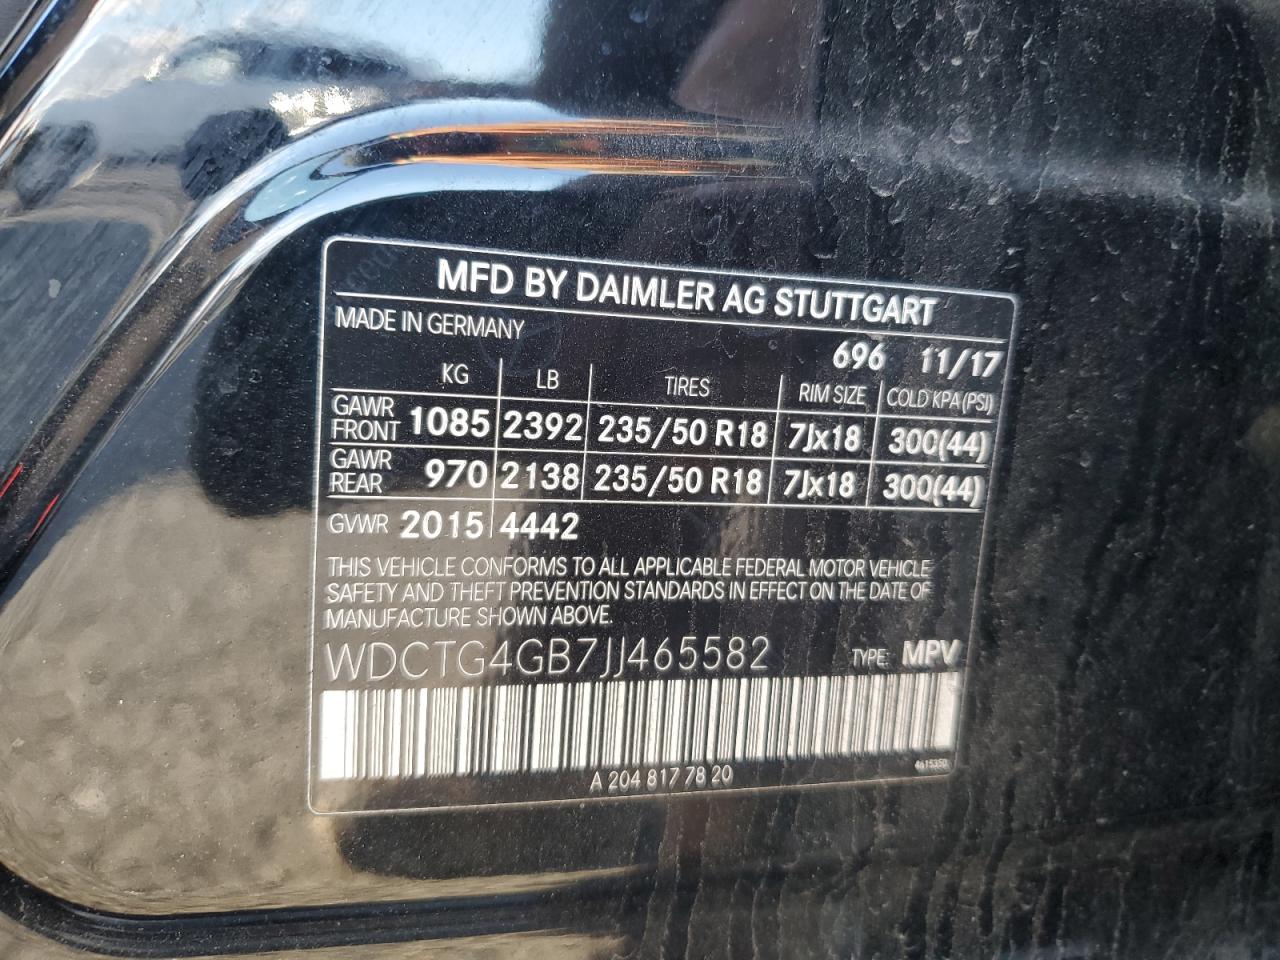 MFD BY DAIMLER AG STUTTGART
MADE IN GERMANY
696 11/17
KG LB TIRES RIM SIZE COLD KPA (PSI)
GAWR FRONT 1085 2392 235/50 R18 7Jx18 300(44)
GAWR REAR 970 2138 235/50 R18 7Jx18 300(44)
GVWR 2015 4442
THIS VEHICLE CONFORMS TO ALL APPLICABLE FEDERAL MOTOR VEHICLE
SAFETY AND THEFT PREVENTION STANDARDS IN EFFECT ON THE DATE OF
MANUFACTURE SHOWN ABOVE.
WDCTG4GB7JJ465582 TYPE: MPV
A 204 817 78 20
4615350